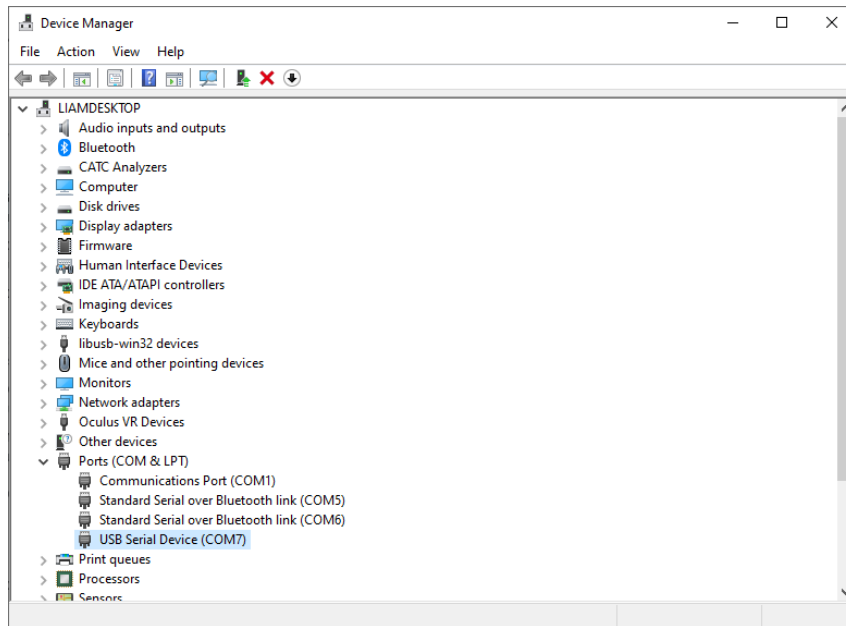 Device Manager
File Action View Help
LIAMDESKTOP
Audio inputs and outputs
Bluetooth
CATC Analyzers
Computer
Disk drives
Display adapters
Firmware
Human Interface Devices
IDE ATA/ATAPI controllers
Imaging devices
Keyboards
libusb-win32 devices
Mice and other pointing devices
Monitors
Network adapters
Oculus VR Devices
Other devices
Ports (COM & LPT)
Communications Port (COM1)
Standard Serial over Bluetooth link (COM5)
Standard Serial over Bluetooth link (COM6)
USB Serial Device (COM7)
Print queues
Processors
Sensors